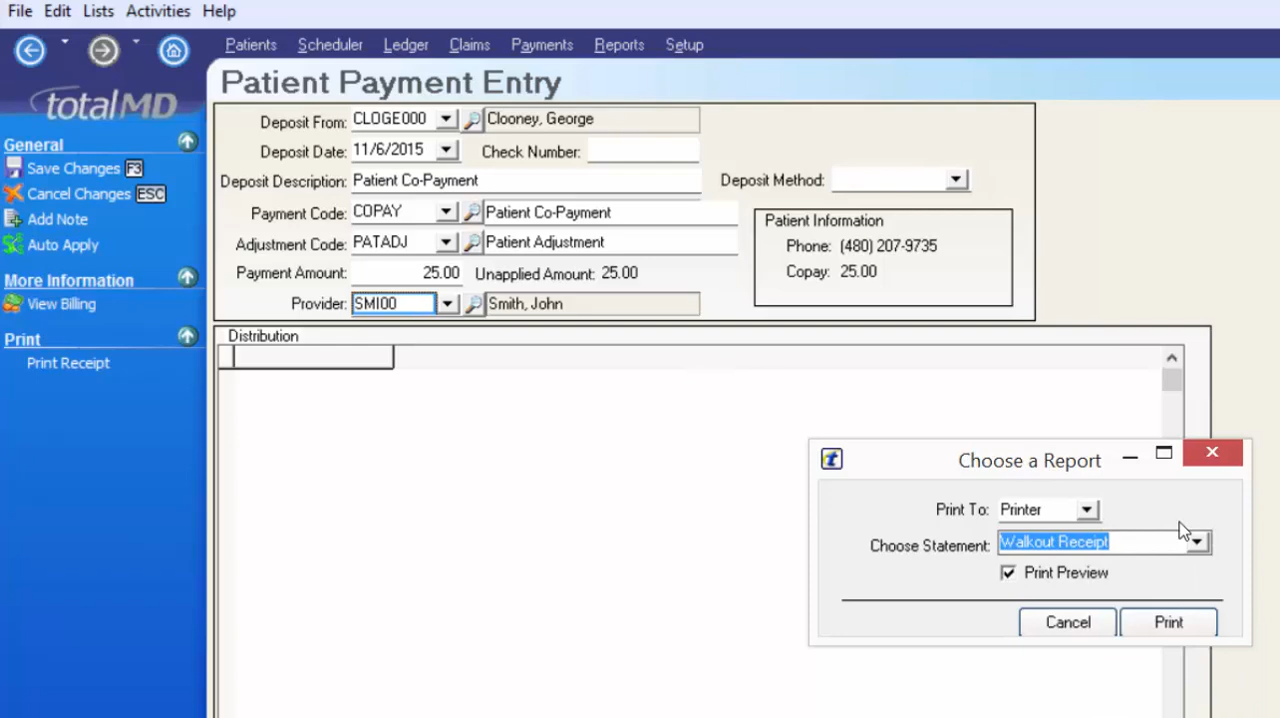 File Edit Lists Activities Help
Patients Scheduler Ledger Claims Payments Reports Setup
totalMD
General
Save Changes F3
Cancel Changes ESC
Add Note
Auto Apply
More Information
View Billing
Print
Print Receipt
Patient Payment Entry
Deposit From: CLOGE000 Clooney, George
Deposit Date: 11/6/2015 Check Number:
Deposit Description: Patient Co-Payment Deposit Method:
Payment Code: COPAY Patient Co-Payment
Adjustment Code: PATADJ Patient Adjustment
Payment Amount: 25.00 Unapplied Amount: 25.00
Provider: SMI00 Smith, John
Patient Information
Phone: (480) 207-9735
Copay: 25.00
Distribution
Choose a Report
Print To: Printer
Choose Statement: Walkout Receipt
Print Preview
Cancel Print